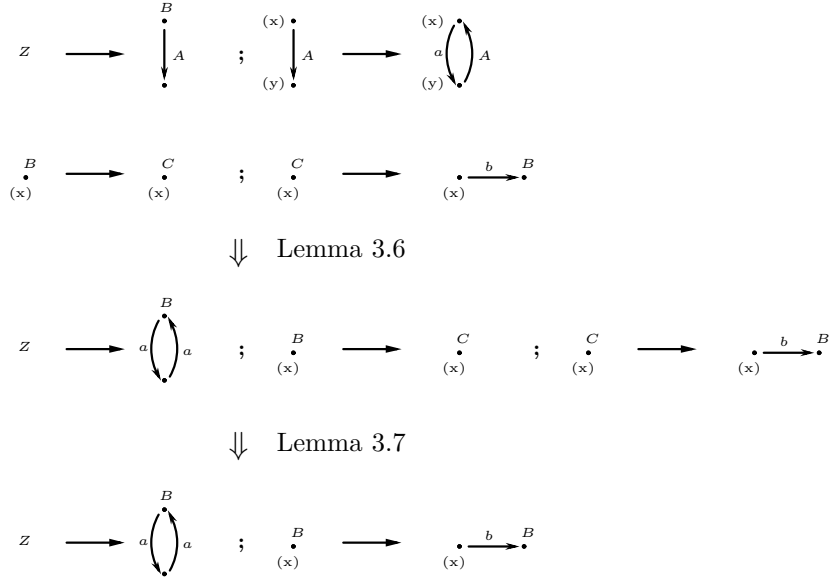 B
Z A ; (x) (y) A (x) (y) a A
B (x) C (x) ; C (x) (x) b B
⇓ Lemma 3.6
B
Z a a ; B (x) C (x) ; C (x) (x) b B
⇓ Lemma 3.7
B
Z a a ; B (x) (x) b B